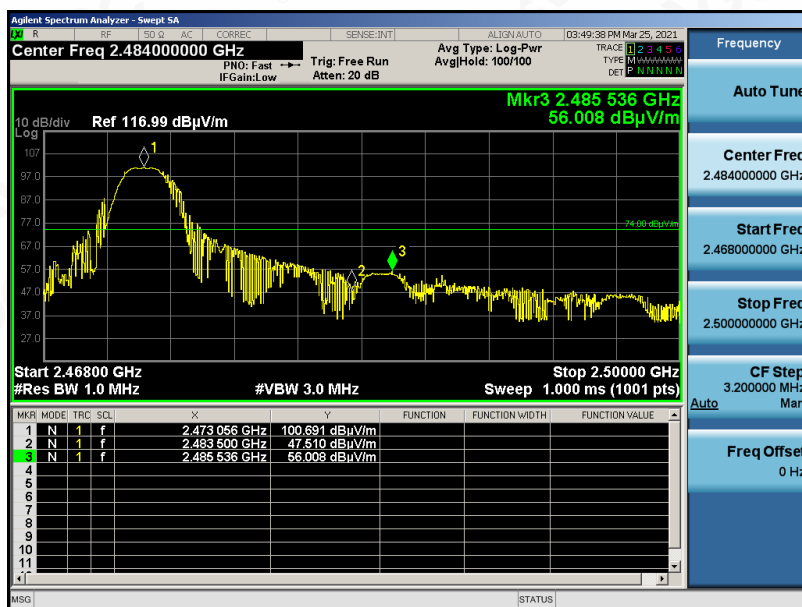 Agilent Spectrum Analyzer - Swept SA
LXI R RF 50 Ω AC CORREC SENSE:INT ALIGN AUTO 03:49:38 PM Mar 25, 2021
Center Freq 2.484000000 GHz
PNO: Fast
IFGain:Low
Trig: Free Run
Atten: 20 dB
Avg Type: Log-Pwr
Avg|Hold: 100/100
TRACE 1 2 3 4 5 6
TYPE M
DET P N N N N N
Mkr3 2.485 536 GHz
56.008 dBµV/m
10 dB/div Ref 116.99 dBµV/m
Log
107
97.0
87.0
77.0
67.0
57.0
47.0
37.0
27.0
1
2
3
74.00 dBµV/m
Start 2.46800 GHz Stop 2.50000 GHz
#Res BW 1.0 MHz #VBW 3.0 MHz Sweep 1.000 ms (1001 pts)
MKR MODE TRC SCL X Y FUNCTION FUNCTION WIDTH FUNCTION VALUE
1 N 1 f 2.473 056 GHz 100.691 dBµV/m
2 N 1 f 2.483 500 GHz 47.510 dBµV/m
3 N 1 f 2.485 536 GHz 56.008 dBµV/m
4
5
6
7
8
9
10
11
MSG STATUS
Frequency
Auto Tune
Center Freq
2.484000000 GHz
Start Freq
2.468000000 GHz
Stop Freq
2.500000000 GHz
CF Step
3.200000 MHz
Auto Man
Freq Offset
0 Hz